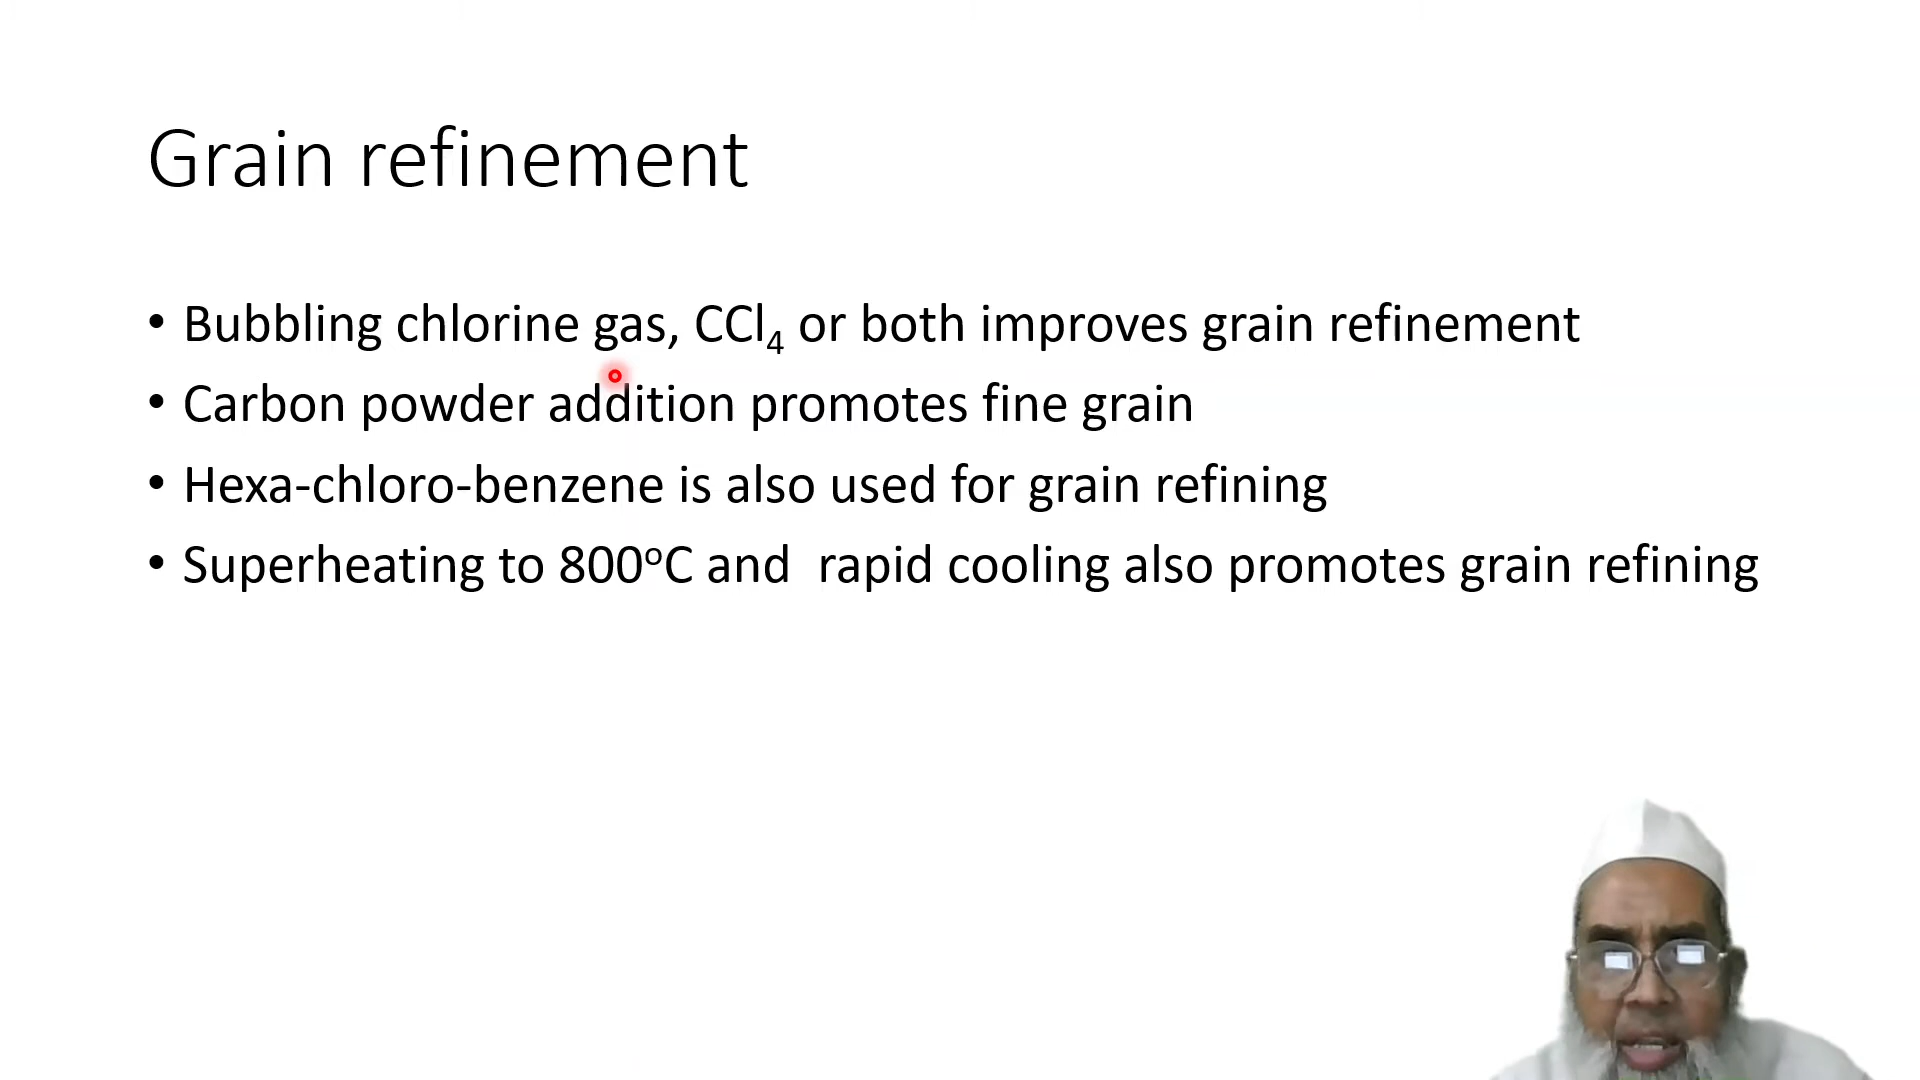 Grain refinement
• Bubbling chlorine gas, CCl₄ or both improves grain refinement
• Carbon powder addition promotes fine grain
• Hexa-chloro-benzene is also used for grain refining
• Superheating to 800ᵒC and  rapid cooling also promotes grain refining